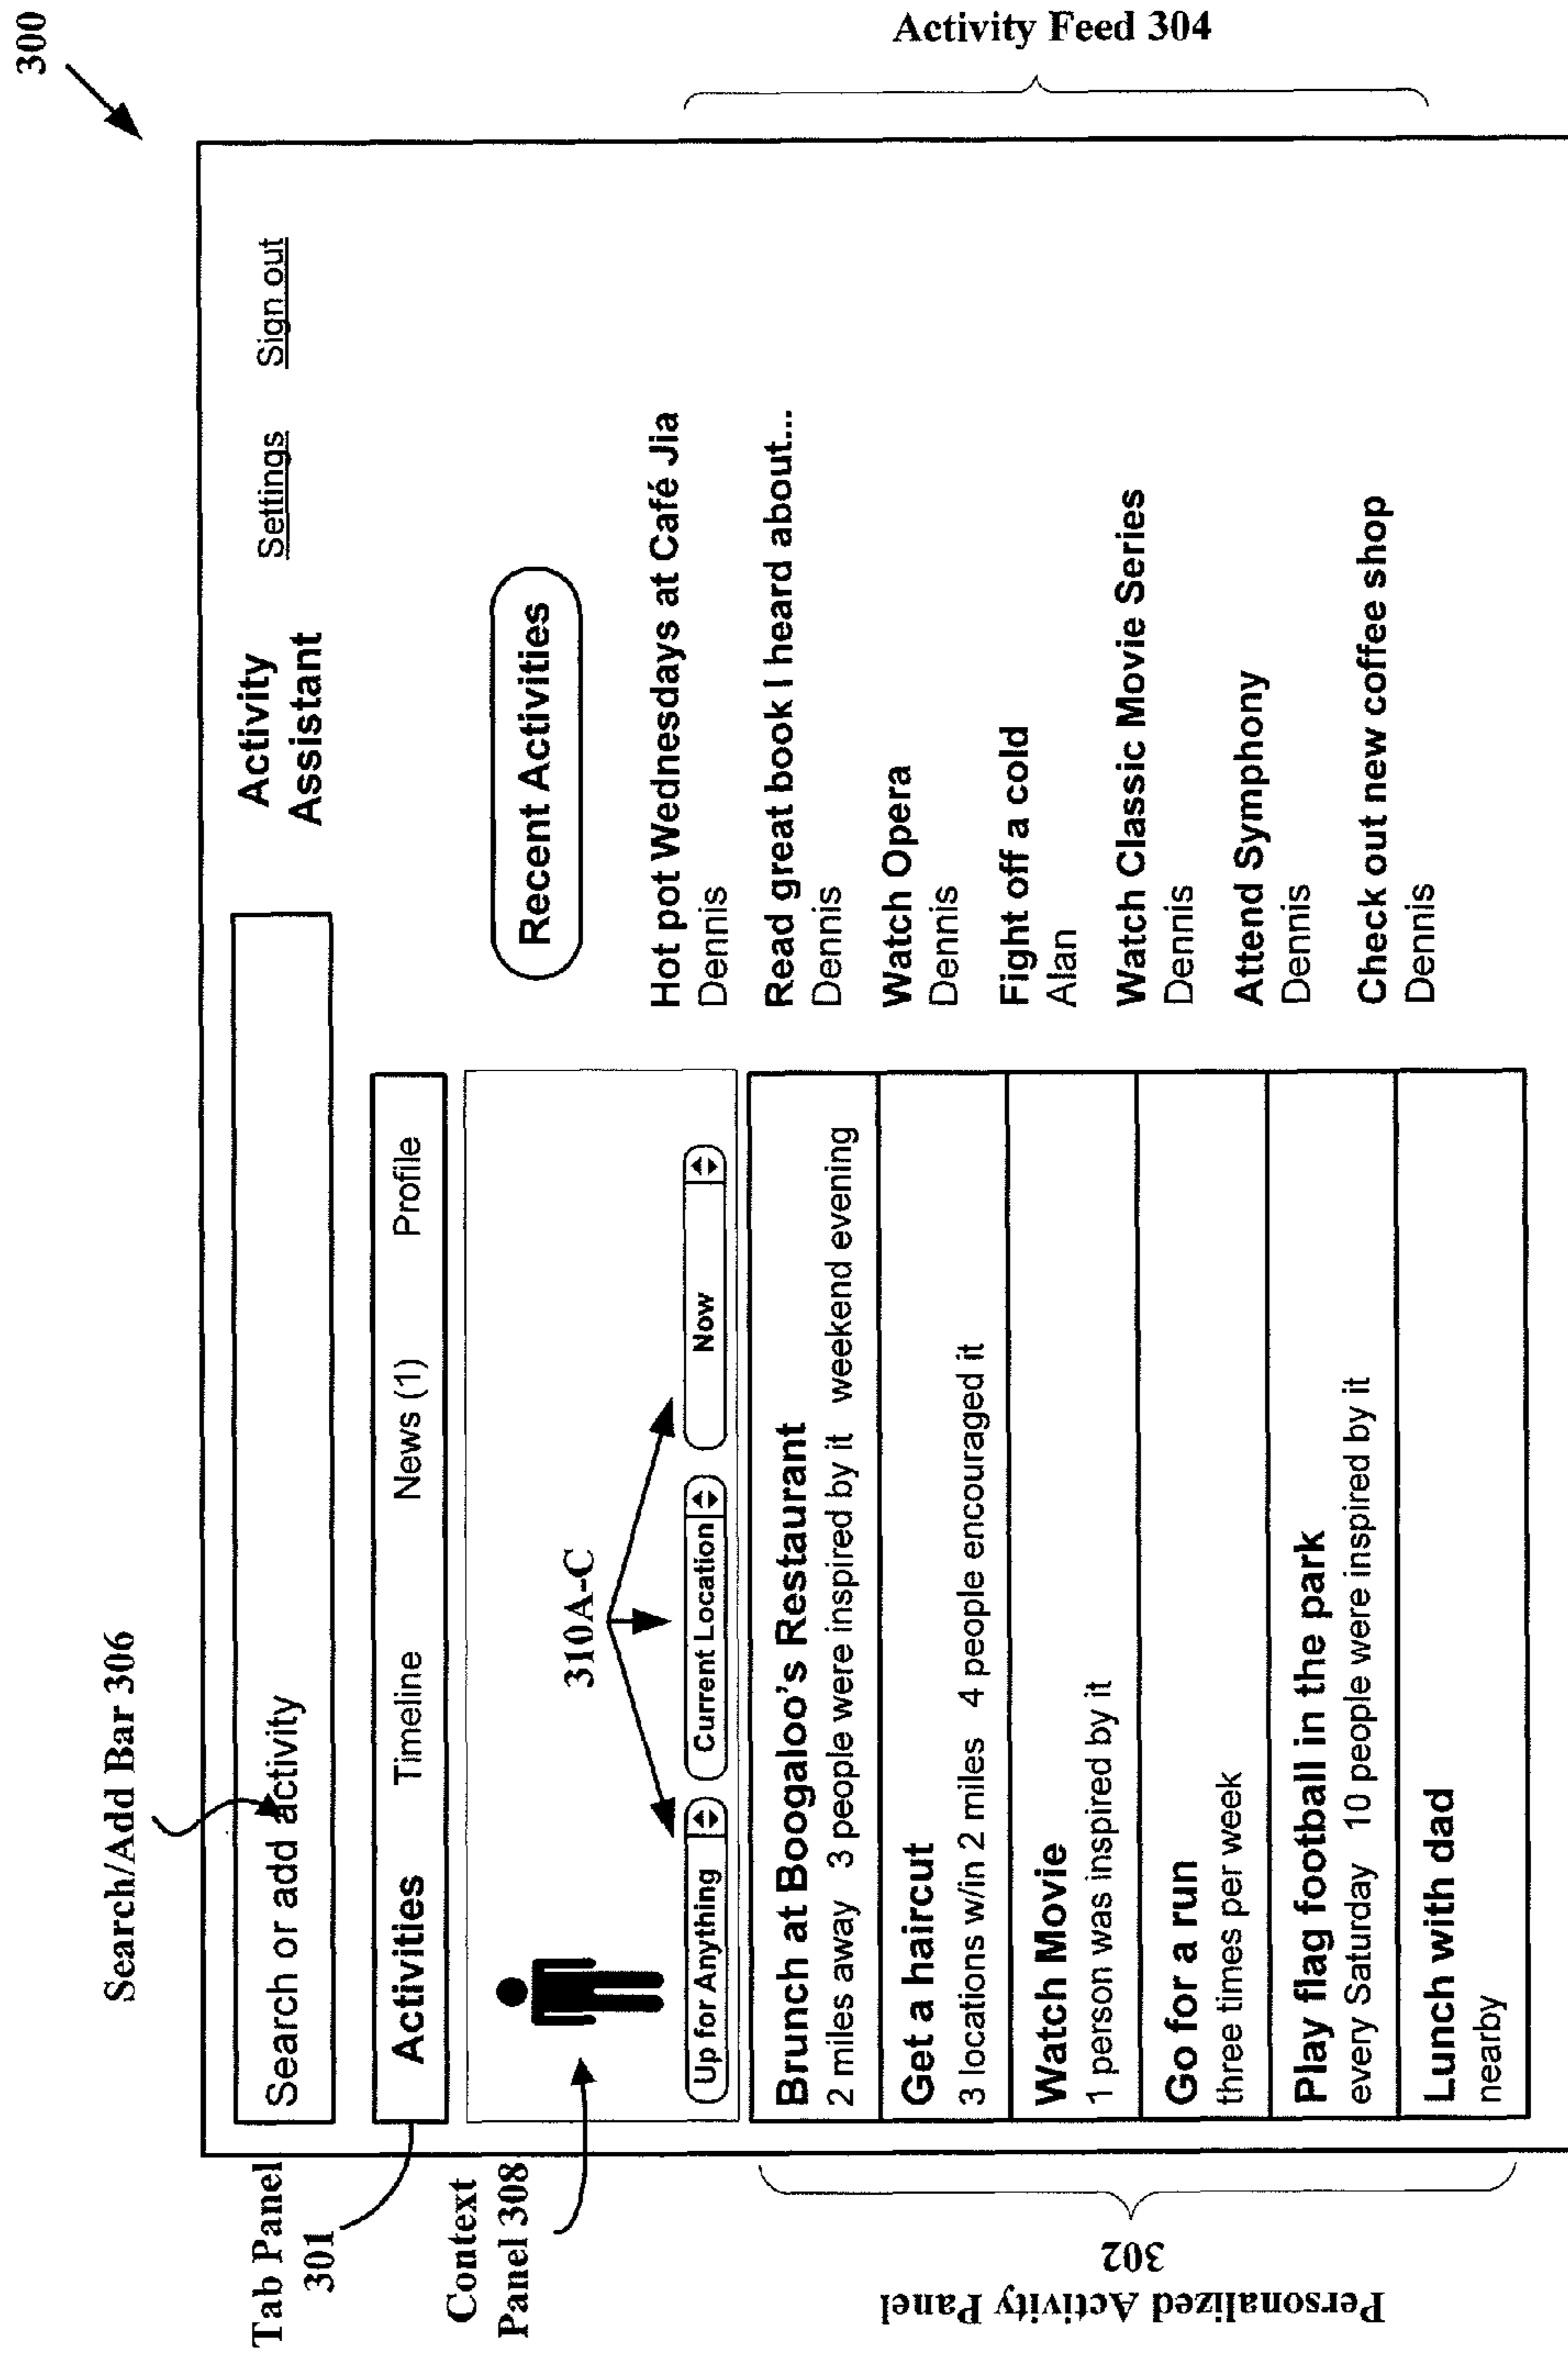 300
Search/Add Bar 306
Search or add activity
Activity
Assistant
Settings Sign out
Tab Panel
301
Activities Timeline News (1) Profile
Context
Panel 308
310A-C
Up for Anything Current Location Now
Recent Activities
Personalized Activity Panel
302
Brunch at Boogaloo's Restaurant
2 miles away 3 people were inspired by it weekend evening
Get a haircut
3 locations w/in 2 miles 4 people encouraged it
Watch Movie
1 person was inspired by it
Go for a run
three times per week
Play flag football in the park
every Saturday 10 people were inspired by it
Lunch with dad
nearby
Hot pot Wednesdays at Café Jia
Dennis
Read great book I heard about...
Dennis
Watch Opera
Dennis
Fight off a cold
Alan
Watch Classic Movie Series
Dennis
Attend Symphony
Dennis
Check out new coffee shop
Dennis
Activity Feed 304